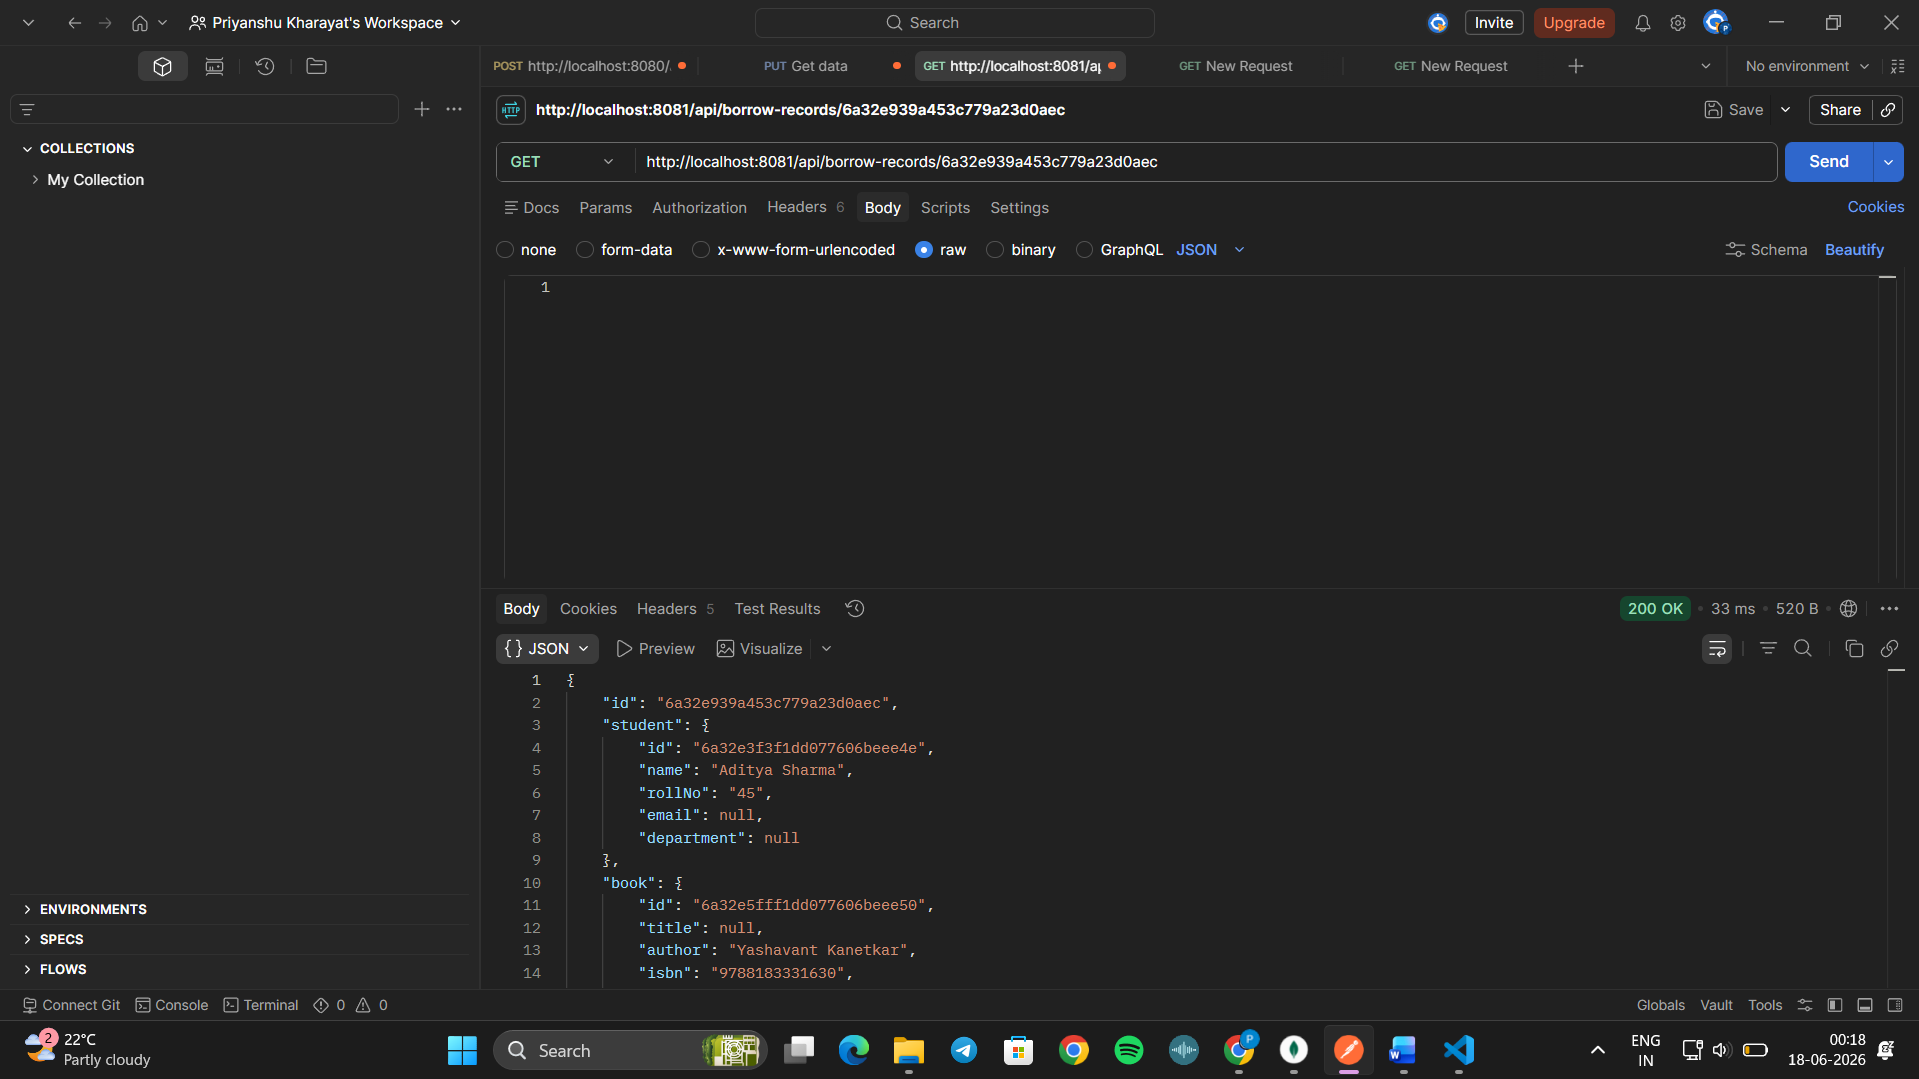 Priyanshu Kharayat's Workspace
Search
Invite
Upgrade
POST http://localhost:8080/.
PUT Get data
GET http://localhost:8081/ap
GET New Request
GET New Request
No environment
HTTP http://localhost:8081/api/borrow-records/6a32e939a453c779a23d0aec
Save
Share
COLLECTIONS
My Collection
GET
http://localhost:8081/api/borrow-records/6a32e939a453c779a23d0aec
Send
Docs
Params
Authorization
Headers 6
Body
Scripts
Settings
Cookies
none
form-data
x-www-form-urlencoded
raw
binary
GraphQL
JSON
Schema
Beautify
1
Body
Cookies
Headers 5
Test Results
200 OK
33 ms
520 B
{} JSON
Preview
Visualize
1 {
2 "id": "6a32e939a453c779a23d0aec",
3 "student": {
4 "id": "6a32e3f3f1dd077606beee4e",
5 "name": "Aditya Sharma",
6 "rollNo": "45",
7 "email": null,
8 "department": null
9 },
10 "book": {
11 "id": "6a32e5fff1dd077606beee50",
12 "title": null,
13 "author": "Yashavant Kanetkar",
14 "isbn": "9788183331630",
ENVIRONMENTS
SPECS
FLOWS
Connect Git
Console
Terminal
0
0
Globals
Vault
Tools
2
22°C
Partly cloudy
Search
P
W
ENG
IN
00:18
18-06-2026